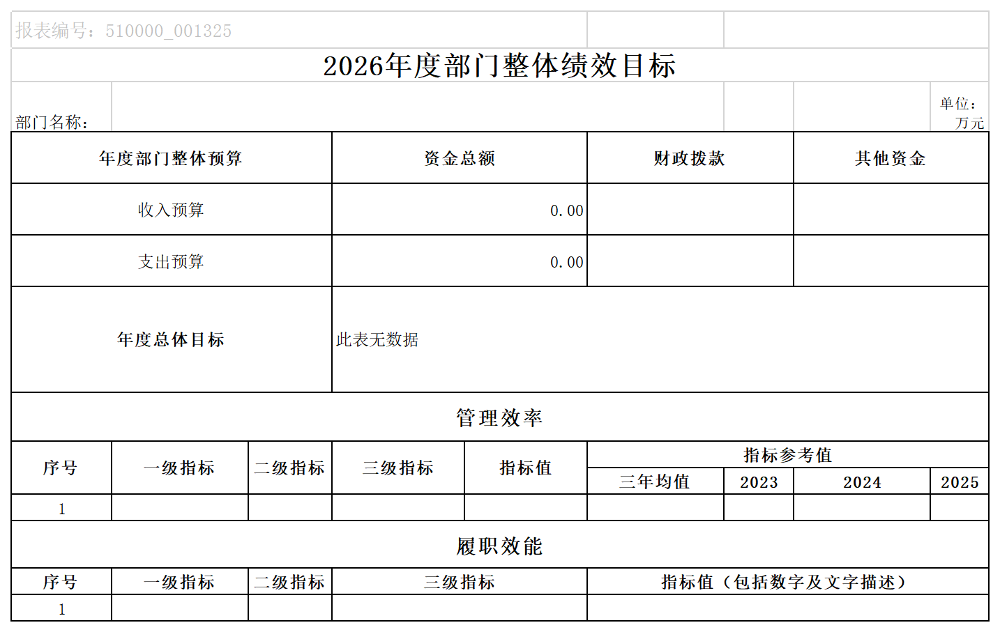 报表编号：510000_001325
2026年度部门整体绩效目标
部门名称：
单位：
万元
年度部门整体预算 资金总额 财政拨款 其他资金
收入预算 0.00
支出预算 0.00
年度总体目标 此表无数据
管理效率
序号 一级指标 二级指标 三级指标 指标值 指标参考值
三年均值 2023 2024 2025
1
履职效能
序号 一级指标 二级指标 三级指标 指标值（包括数字及文字描述）
1